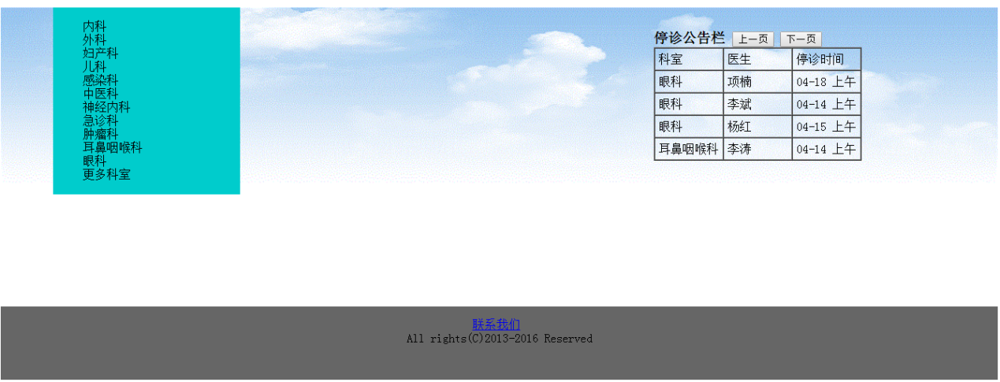 内科
外科
妇产科
儿科
感染科
中医科
神经内科
急诊科
肿瘤科
耳鼻咽喉科
眼科
更多科室
停诊公告栏 上一页 下一页
科室 医生 停诊时间
眼科 项楠 04-18 上午
眼科 李斌 04-14 上午
眼科 杨红 04-15 上午
耳鼻咽喉科 李涛 04-14 上午
联系我们
All rights(C)2013-2016 Reserved